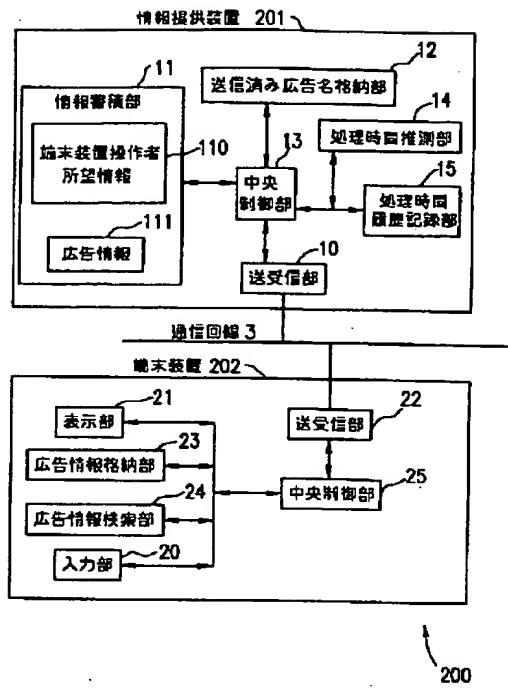 情報提供装置 201
11
情報蓄積部
端末装置操作者
所望情報
110
111
広告情報
12
送信済み広告名格納部
13
中央
制御部
14
処理時間推測部
15
処理時間
履歴記録部
10
送受信部
通信回線 3
端末装置 202
21
表示部
23
広告情報格納部
24
広告情報検索部
20
入力部
22
送受信部
25
中央制御部
200